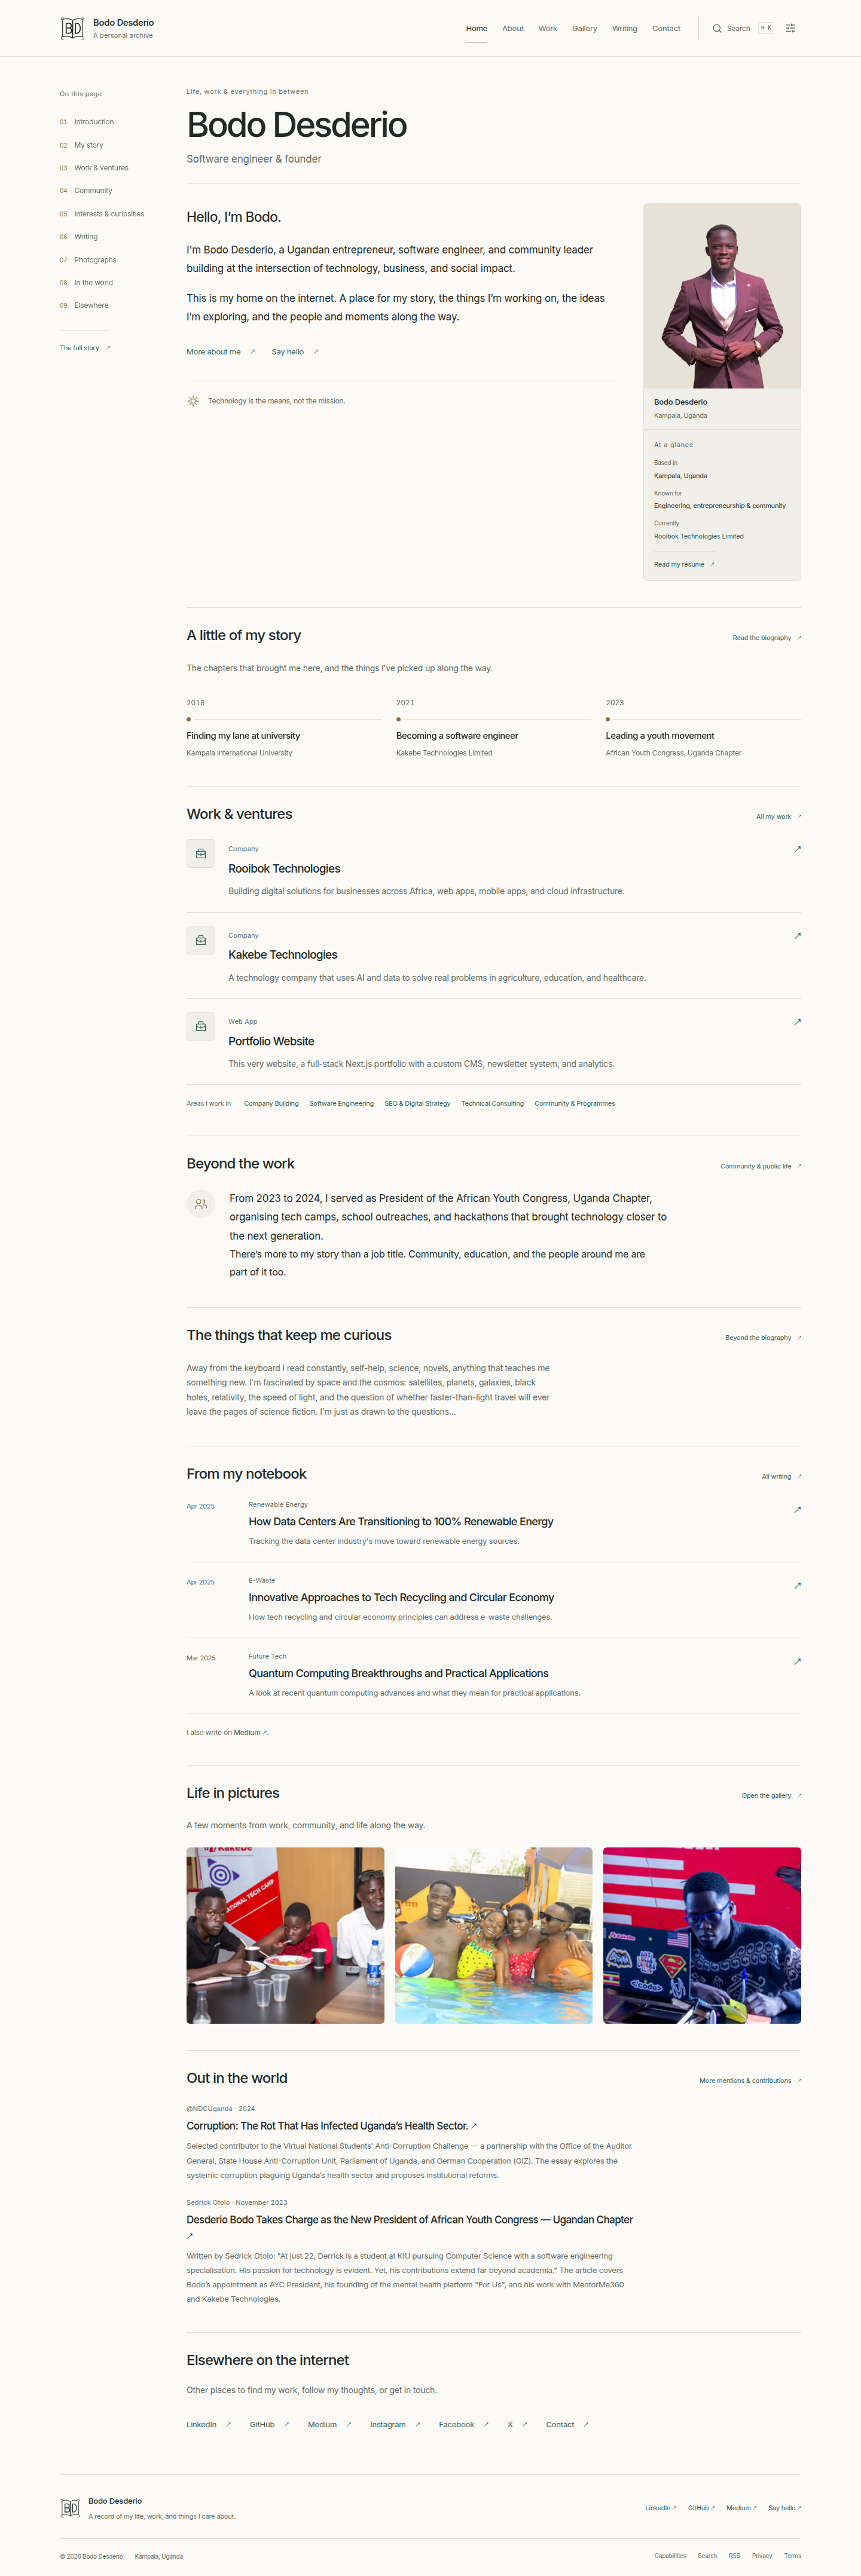 BD
Bodo Desderio
A personal archive
Home
About
Work
Gallery
Writing
Contact
Search
⌘ K
On this page
01 Introduction
02 My story
03 Work & ventures
04 Community
05 Interests & curiosities
06 Writing
07 Photographs
08 In the world
09 Elsewhere
The full story ↗
Life, work & everything in between
Bodo Desderio
Software engineer & founder
Hello, I’m Bodo.
I'm Bodo Desderio, a Ugandan entrepreneur, software engineer, and community leader
building at the intersection of technology, business, and social impact.
This is my home on the internet. A place for my story, the things I’m working on, the ideas
I’m exploring, and the people and moments along the way.
More about me ↗
Say hello ↗
Technology is the means, not the mission.
Bodo Desderio
Kampala, Uganda
At a glance
Based in
Kampala, Uganda
Known for
Engineering, entrepreneurship & community
Currently
Rooibok Technologies Limited
Read my résumé ↗
A little of my story
Read the biography ↗
The chapters that brought me here, and the things I’ve picked up along the way.
2018
Finding my lane at university
Kampala International University
2021
Becoming a software engineer
Kakebe Technologies Limited
2023
Leading a youth movement
African Youth Congress, Uganda Chapter
Work & ventures
All my work ↗
Company
Rooibok Technologies
Building digital solutions for businesses across Africa, web apps, mobile apps, and cloud infrastructure.
Company
Kakebe Technologies
A technology company that uses AI and data to solve real problems in agriculture, education, and healthcare.
Web App
Portfolio Website
This very website, a full-stack Next.js portfolio with a custom CMS, newsletter system, and analytics.
Areas I work in
Company Building
Software Engineering
SEO & Digital Strategy
Technical Consulting
Community & Programmes
Beyond the work
Community & public life ↗
From 2023 to 2024, I served as President of the African Youth Congress, Uganda Chapter,
organising tech camps, school outreaches, and hackathons that brought technology closer to
the next generation.
There’s more to my story than a job title. Community, education, and the people around me are
part of it too.
The things that keep me curious
Beyond the biography ↗
Away from the keyboard I read constantly, self-help, science, novels, anything that teaches me
something new. I'm fascinated by space and the cosmos: satellites, planets, galaxies, black
holes, relativity, the speed of light, and the question of whether faster-than-light travel will ever
leave the pages of science fiction. I'm just as drawn to the questions...
From my notebook
All writing ↗
Apr 2025
Renewable Energy
How Data Centers Are Transitioning to 100% Renewable Energy
Tracking the data center industry's move toward renewable energy sources.
Apr 2025
E-Waste
Innovative Approaches to Tech Recycling and Circular Economy
How tech recycling and circular economy principles can address e-waste challenges.
Mar 2025
Future Tech
Quantum Computing Breakthroughs and Practical Applications
A look at recent quantum computing advances and what they mean for practical applications.
I also write on Medium ↗.
Life in pictures
Open the gallery ↗
A few moments from work, community, and life along the way.
KakeBe
NATIONAL TECH CAMP
<code>
Out in the world
More mentions & contributions ↗
@NDCUganda · 2024
Corruption: The Rot That Has Infected Uganda’s Health Sector. ↗
Selected contributor to the Virtual National Students’ Anti-Corruption Challenge — a partnership with the Office of the Auditor
General, State House Anti-Corruption Unit, Parliament of Uganda, and German Cooperation (GIZ). The essay explores the
systemic corruption plaguing Uganda’s health sector and proposes institutional reforms.
Sedrick Otolo · November 2023
Desderio Bodo Takes Charge as the New President of African Youth Congress — Ugandan Chapter
↗
Written by Sedrick Otolo: "At just 22, Derrick is a student at KIU pursuing Computer Science with a software engineering
specialisation. His passion for technology is evident. Yet, his contributions extend far beyond academia." The article covers
Bodo’s appointment as AYC President, his founding of the mental health platform "For Us", and his work with MentorMe360
and Kakebe Technologies.
Elsewhere on the internet
Other places to find my work, follow my thoughts, or get in touch.
LinkedIn ↗
GitHub ↗
Medium ↗
Instagram ↗
Facebook ↗
X ↗
Contact ↗
BD
Bodo Desderio
A record of my life, work, and things I care about.
LinkedIn ↗
GitHub ↗
Medium ↗
Say hello ↗
© 2026 Bodo Desderio
Kampala, Uganda
Capabilities
Search
RSS
Privacy
Terms